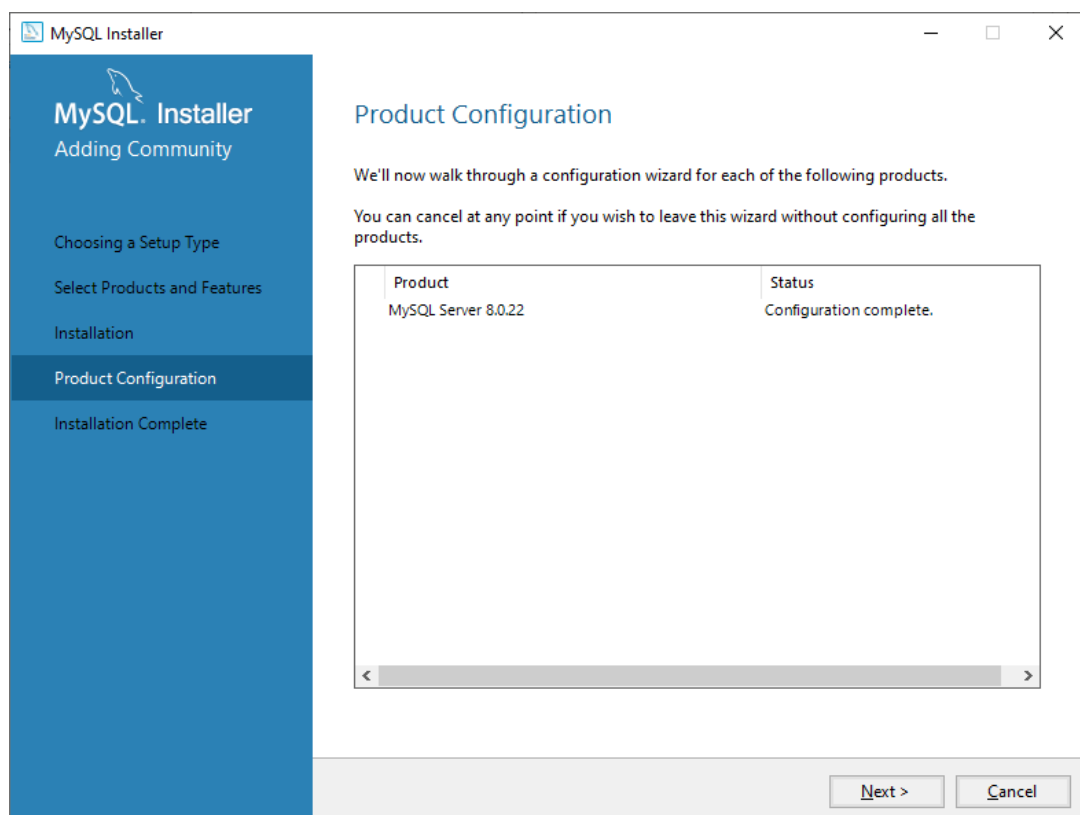 MySQL Installer
MySQL. Installer
Adding Community
Choosing a Setup Type
Select Products and Features
Installation
Product Configuration
Installation Complete
Product Configuration
We'll now walk through a configuration wizard for each of the following products.
You can cancel at any point if you wish to leave this wizard without configuring all the
products.
Product Status
MySQL Server 8.0.22 Configuration complete.
Next > Cancel